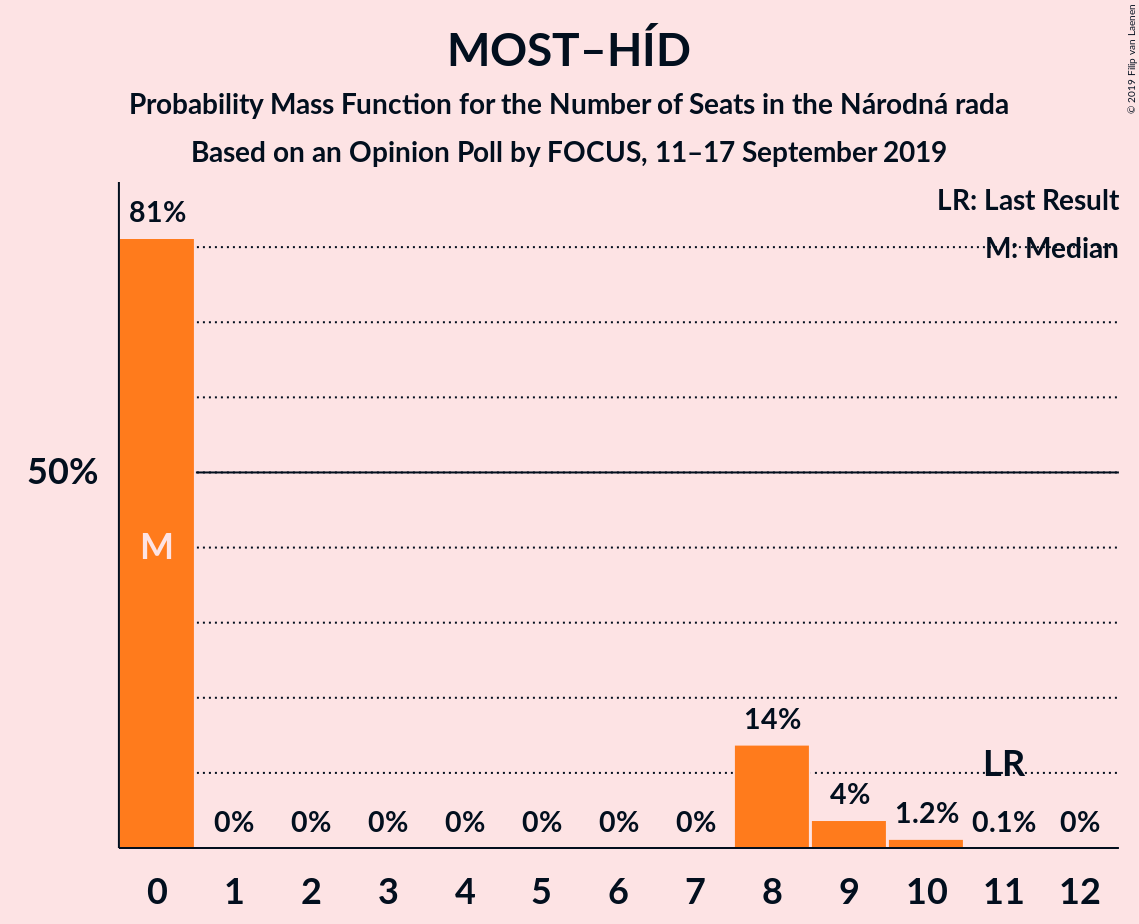 MOST–HÍD
Probability Mass Function for the Number of Seats in the Národná rada
Based on an Opinion Poll by FOCUS, 11–17 September 2019
© 2019 Filip van Laenen
LR: Last Result
M: Median
81%
50%
M
14%
LR
4%
1.2%
0% 0% 0% 0% 0% 0% 0% 0.1% 0%
0 1 2 3 4 5 6 7 8 9 10 11 12